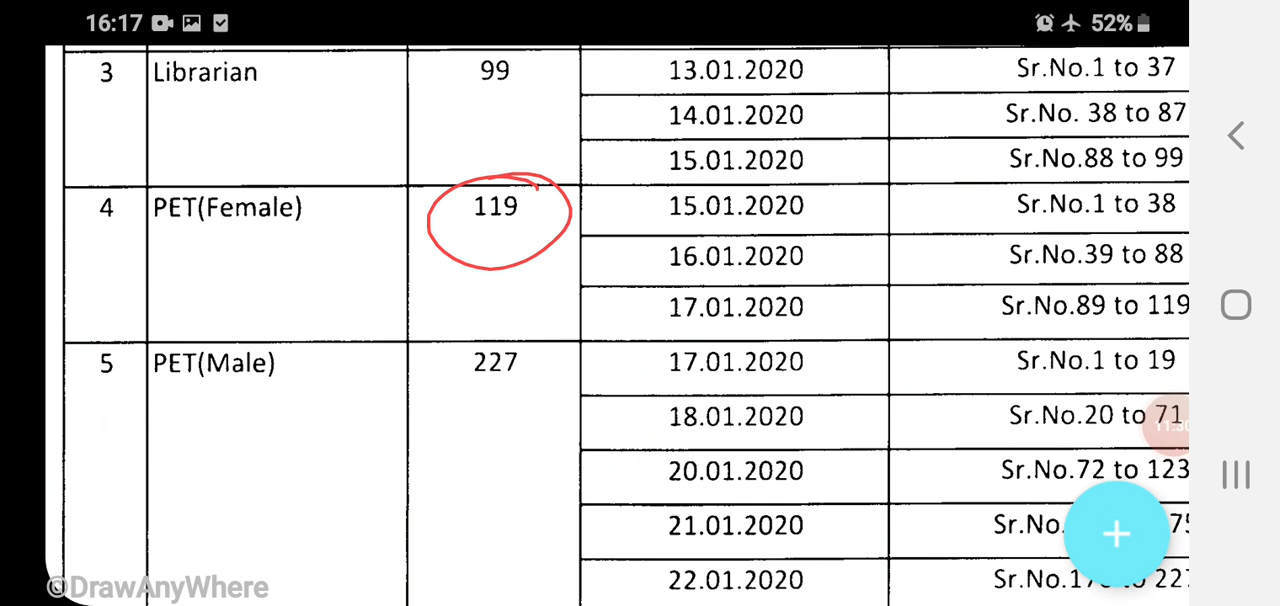 16:17 52%
3 Librarian 99 13.01.2020 Sr.No.1 to 37
14.01.2020 Sr.No. 38 to 87
15.01.2020 Sr.No.88 to 99
4 PET(Female) 119 15.01.2020 Sr.No.1 to 38
16.01.2020 Sr.No.39 to 88
17.01.2020 Sr.No.89 to 119
5 PET(Male) 227 17.01.2020 Sr.No.1 to 19
18.01.2020 Sr.No.20 to 71
20.01.2020 Sr.No.72 to 123
21.01.2020 Sr.No.
22.01.2020
©DrawAnyWhere